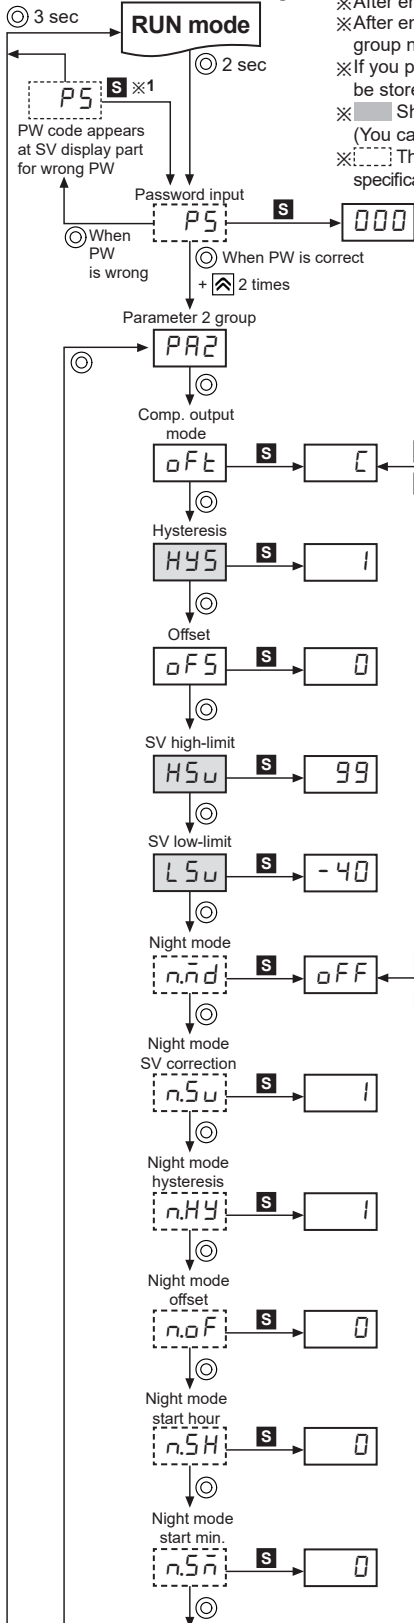 3 sec
RUN mode
※After en
※After en
group n
※If you p
be store
※ Sh
(You ca
※ Th
specifica
2 sec
PS
S ※1
PW code appears
at SV display part
for wrong PW
Password input
PS
S
000
When
PW
is wrong
When PW is correct
+ 2 times
Parameter 2 group
PA2
Comp. output
mode
oFt
S
C
Hysteresis
HYS
S
1
Offset
oFS
S
0
SV high-limit
HSv
S
99
SV low-limit
LSv
S
-40
Night mode
n.md
S
oFF
Night mode
SV correction
n.Sv
S
1
Night mode
hysteresis
n.HY
S
1
Night mode
offset
n.oF
S
0
Night mode
start hour
n.SH
S
0
Night mode
start min.
n.Sm
S
0